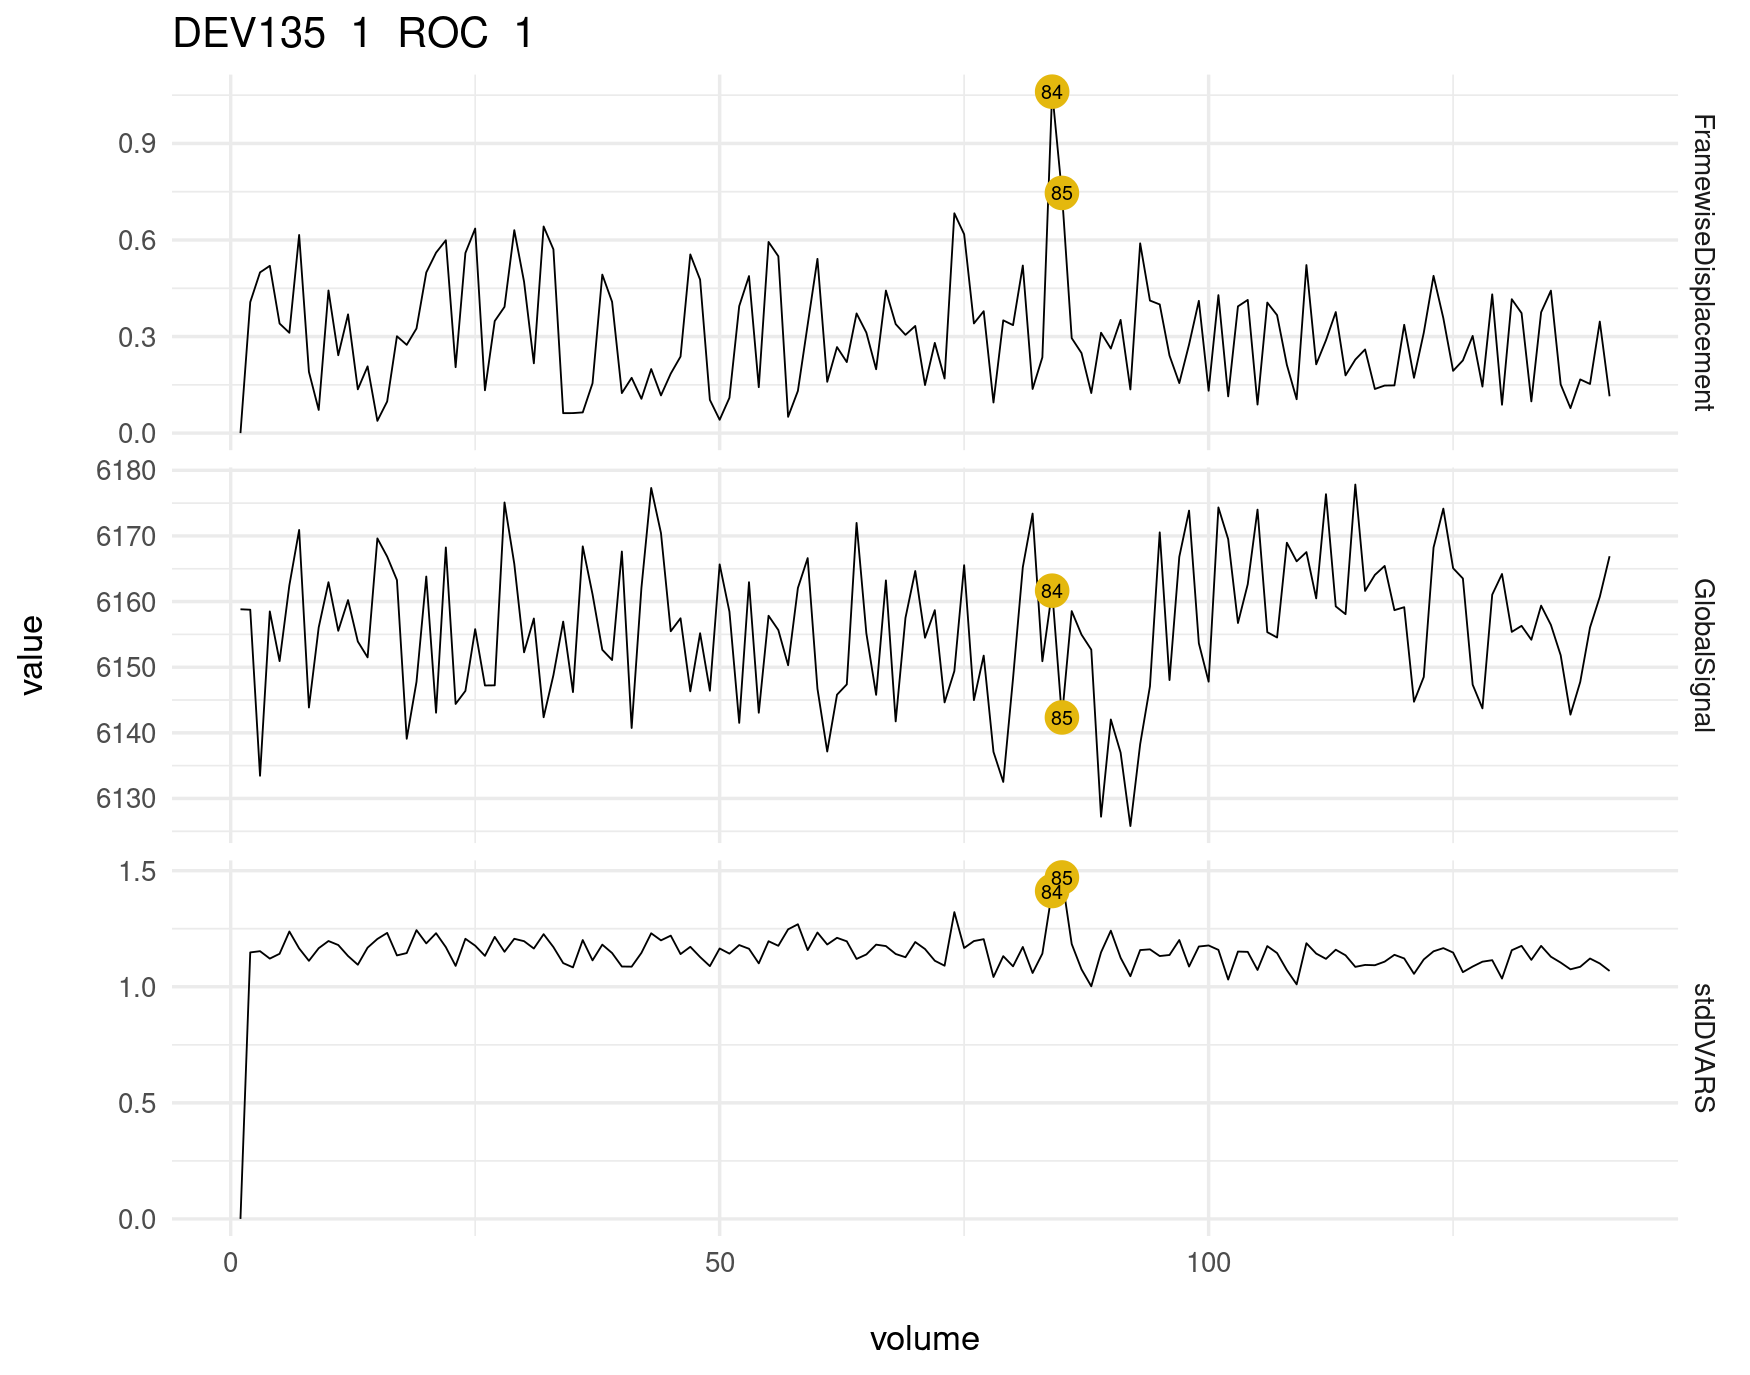 DEV135 1 ROC 1
value
0.9
0.6
0.3
0.0
84
85
FramewiseDisplacement
6180
6170
6160
6150
6140
6130
84
85
GlobalSignal
1.5
1.0
0.5
0.0
85
84
stdDVARS
0 50 100
volume